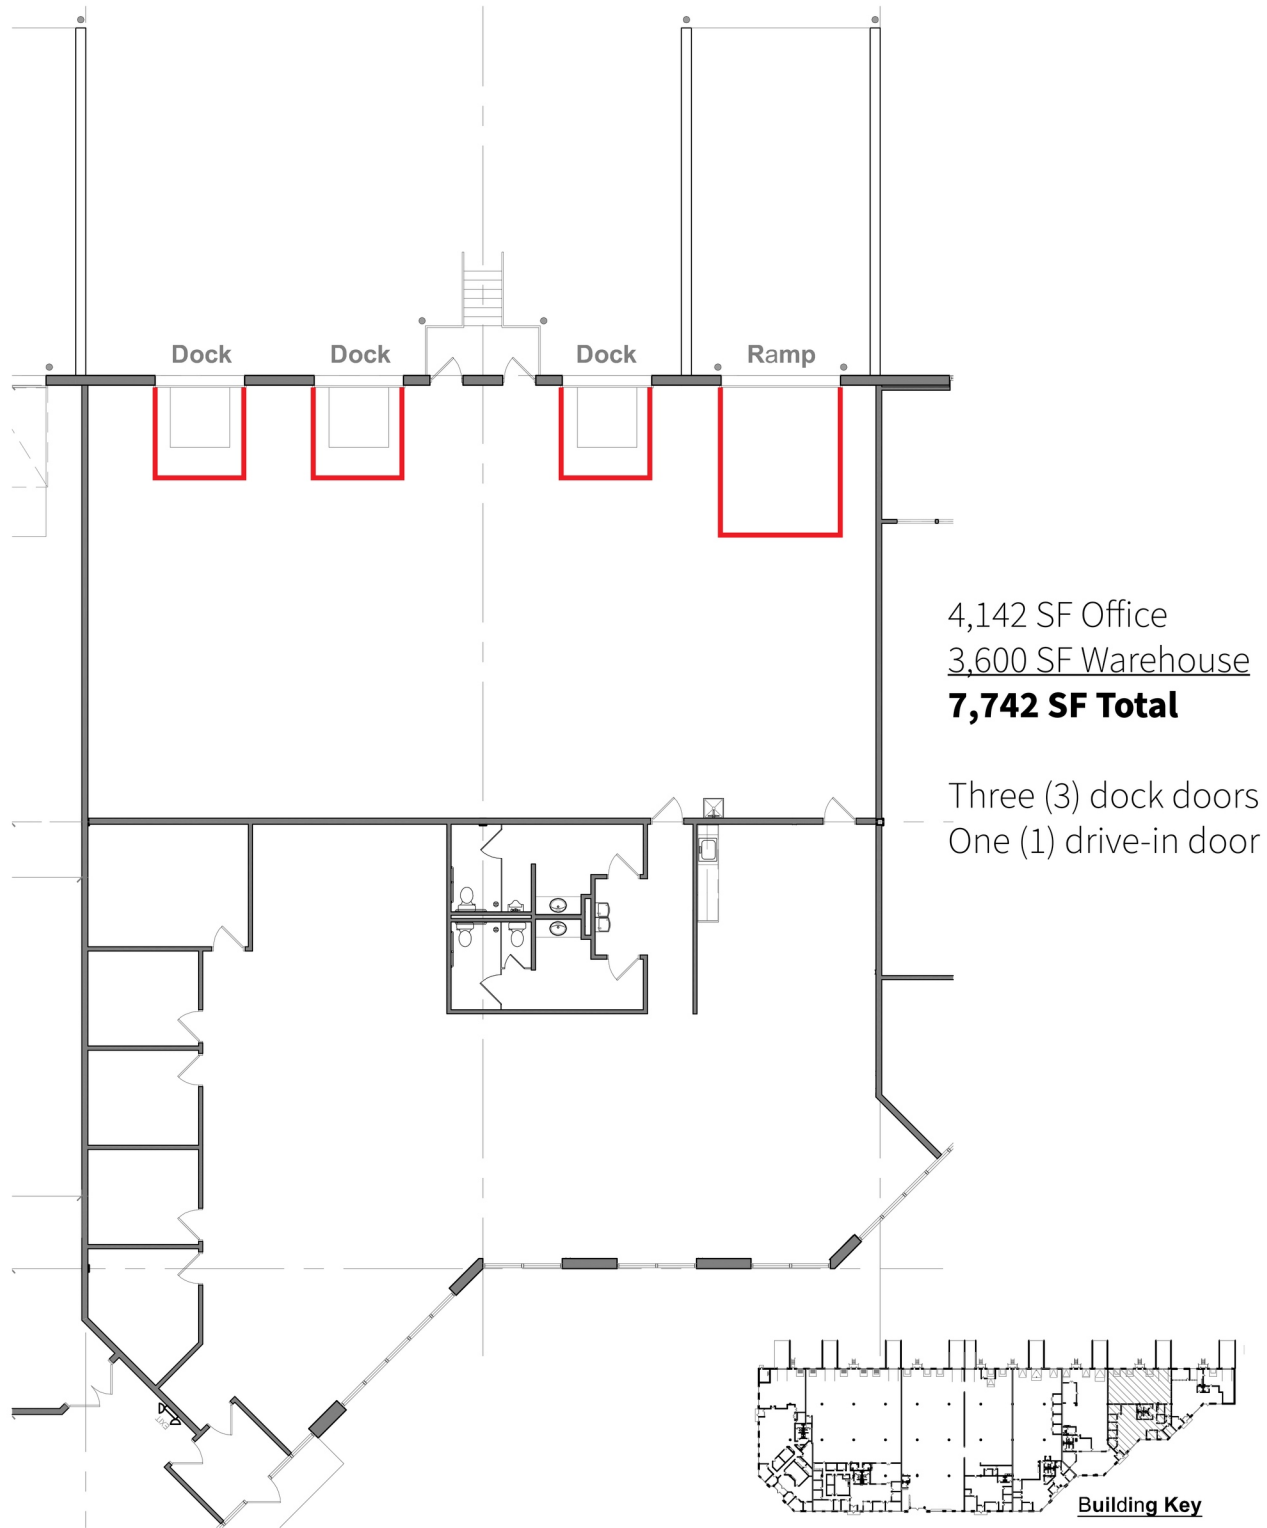 Dock
Dock
Dock
Ramp
4,142 SF Office
3,600 SF Warehouse
7,742 SF Total
Three (3) dock doors
One (1) drive-in door
EXIT
Building Key